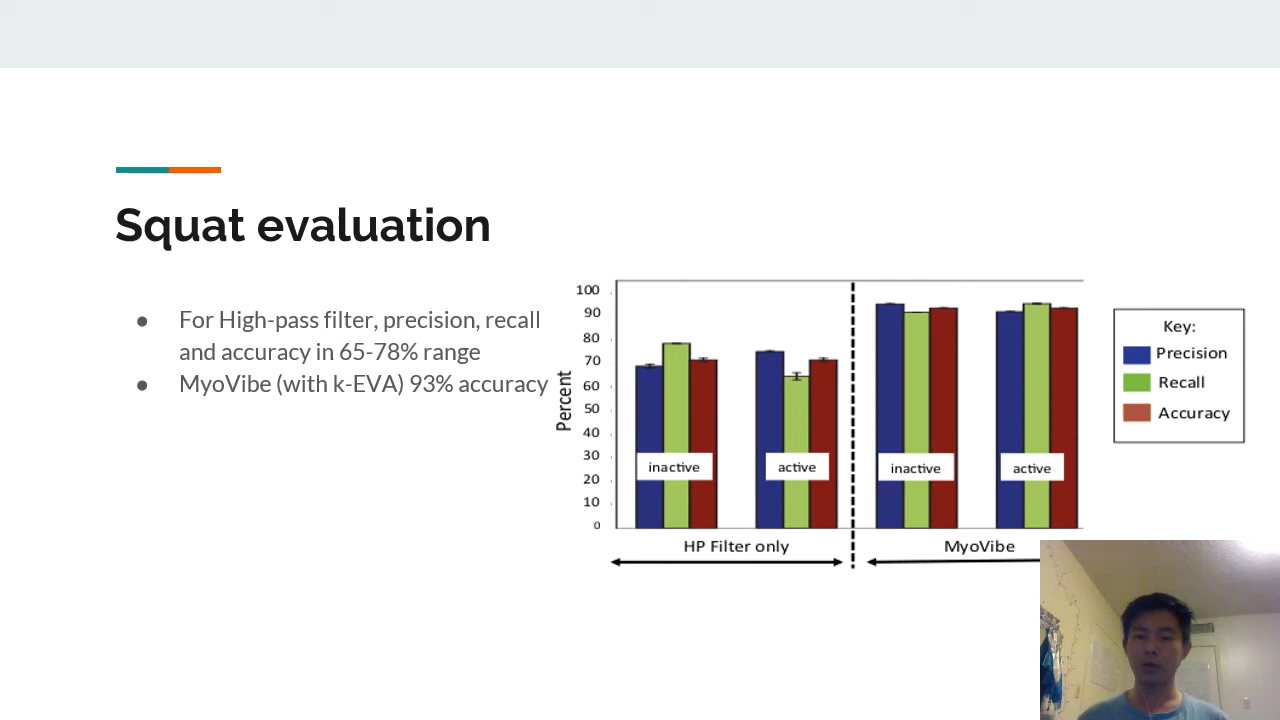 Squat evaluation
● For High-pass filter, precision, recall
and accuracy in 65-78% range
● MyoVibe (with k-EVA) 93% accuracy
Percent
100
90
80
70
60
50
40
30
20
10
0
inactive
active
inactive
active
HP Filter only
MyoVibe
Key:
Precision
Recall
Accuracy